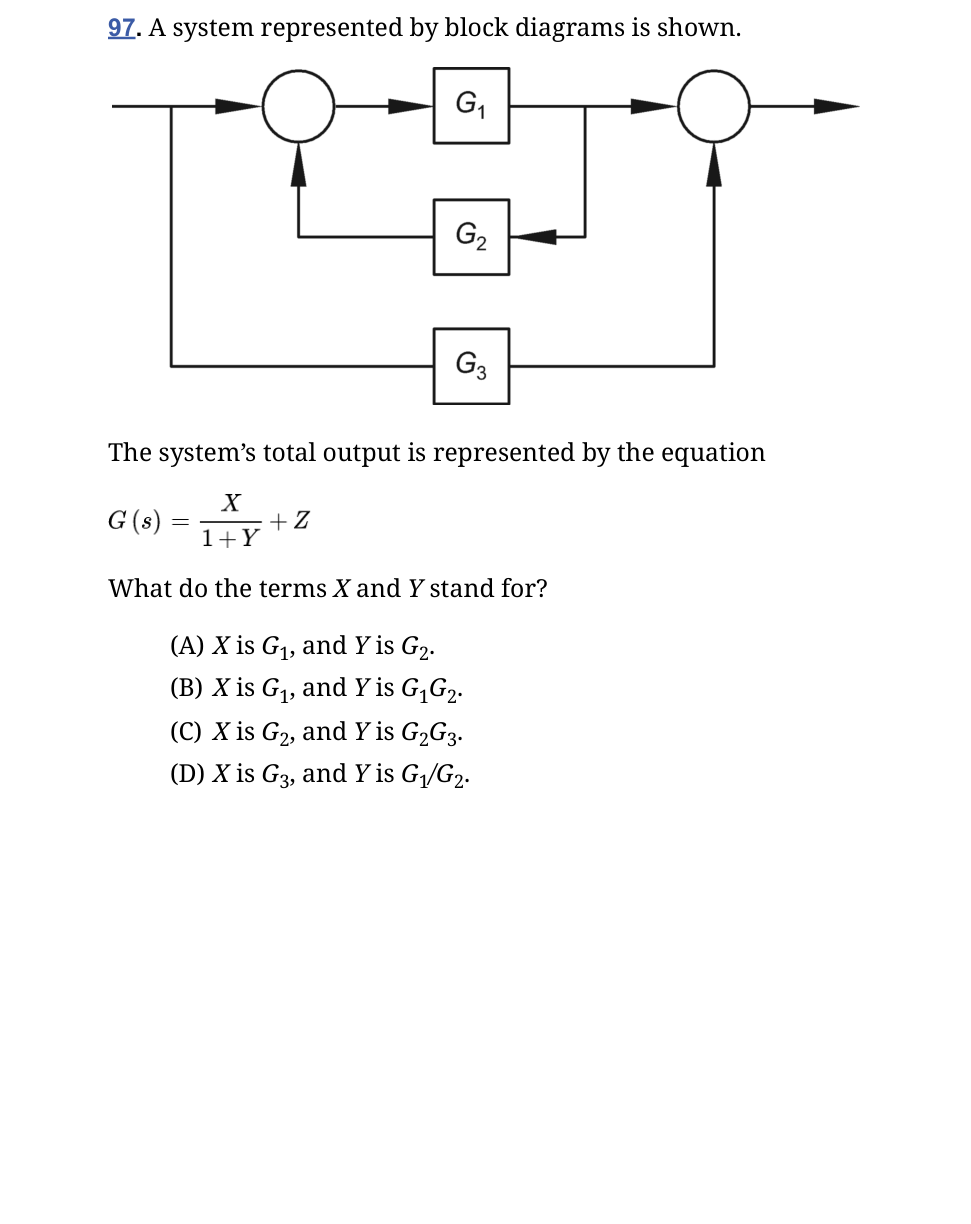 97. A system represented by block diagrams is shown.
G₁
G₂
G₃
The system’s total output is represented by the equation
G (s) = X / 1+Y + Z
What do the terms X and Y stand for?
(A) X is G₁, and Y is G₂.
(B) X is G₁, and Y is G₁G₂.
(C) X is G₂, and Y is G₂G₃.
(D) X is G₃, and Y is G₁/G₂.